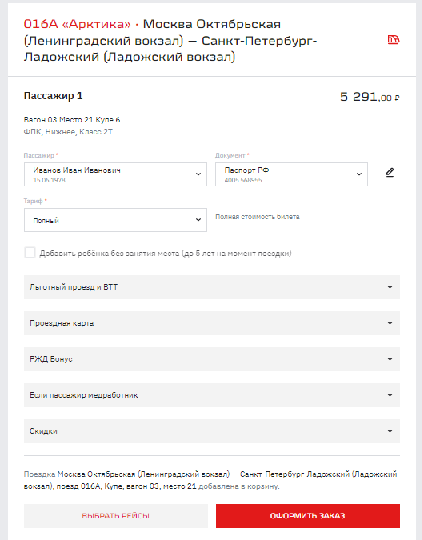 016А «Арктика» · Москва Октябрьская
(Ленинградский вокзал) — Санкт-Петербург-
Ладожский (Ладожский вокзал)
Пассажир 1
5 291,00 ₽
Вагон 03 Место 21 Купе 6
ФПК, Нижнее, Класс 2Т
Пассажир * Документ *
Иванов Иван Иванович Паспорт РФ
Тариф *
Полный Полная стоимость билета
Добавить ребёнка без занятия места (до 5 лет на момент поездки)
Льготный проезд и ВТТ
Проездная карта
РЖД Бонус
Если пассажир медработник
Скидки
Поездка Москва Октябрьская (Ленинградский вокзал) — Санкт-Петербург-Ладожский (Ладожский
вокзал), поезд 016А, Купе, вагон 03, место 21 добавлена в корзину.
ВЫБРАТЬ РЕЙСЫ ОФОРМИТЬ ЗАКАЗ